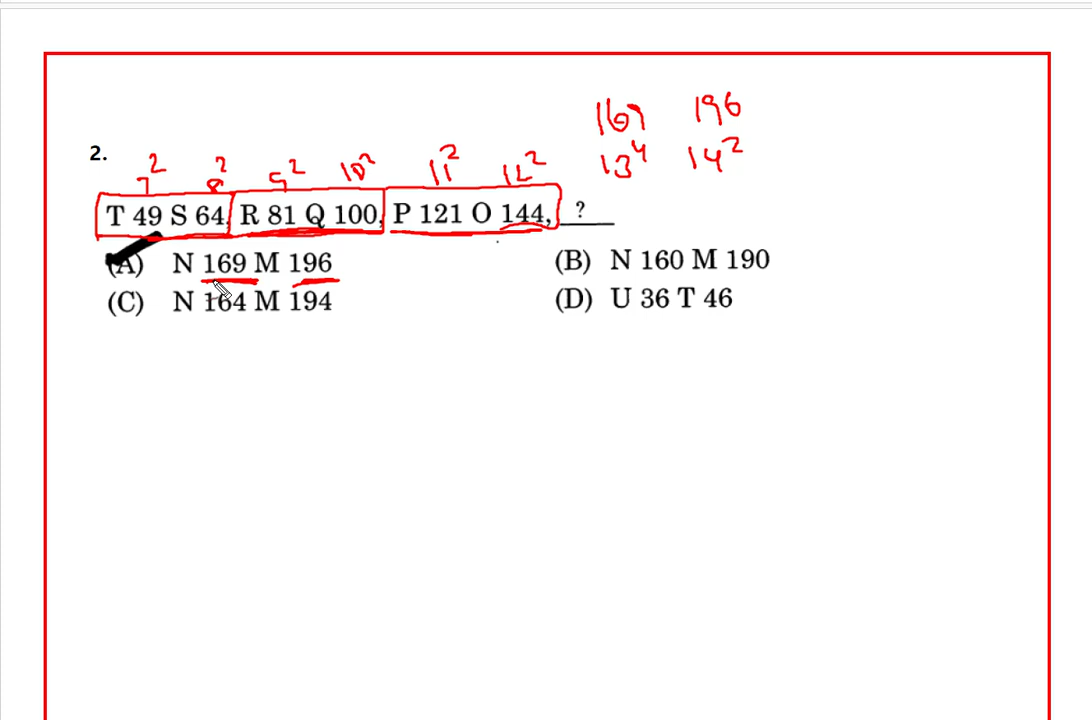 169 196
2.
7² 8² 9² 10² 11² 12² 13⁴ 14²
T 49 S 64, R 81 Q 100, P 121 O 144, ?
(A) N 169 M 196 (B) N 160 M 190
(C) N 164 M 194 (D) U 36 T 46